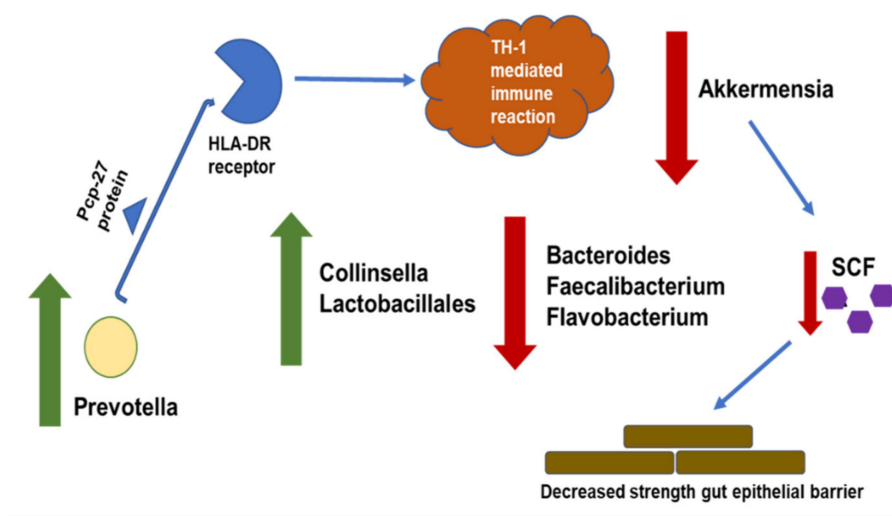 TH-1
mediated
immune
reaction
Akkermensia
HLA-DR
receptor
Pcp-27
protein
Collinsella
Lactobacillales
Bacteroides
Faecalibacterium
Flavobacterium
SCF
Prevotella
Decreased strength gut epithelial barrier